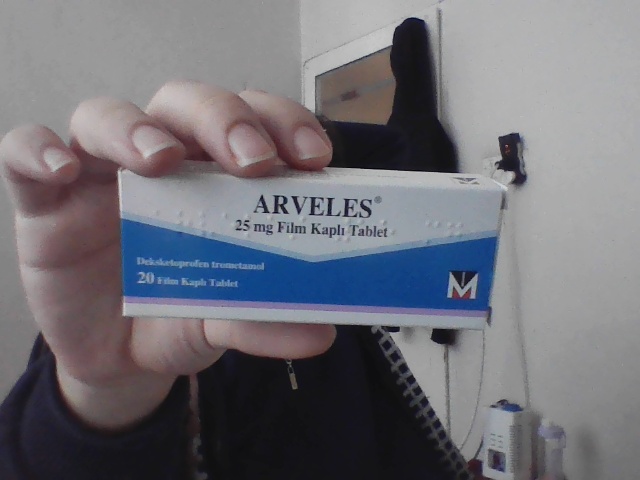 ARVELES®
25 mg Film Kaplı Tablet
Deksketoprofen trometamol
20 Film Kaplı Tablet
M